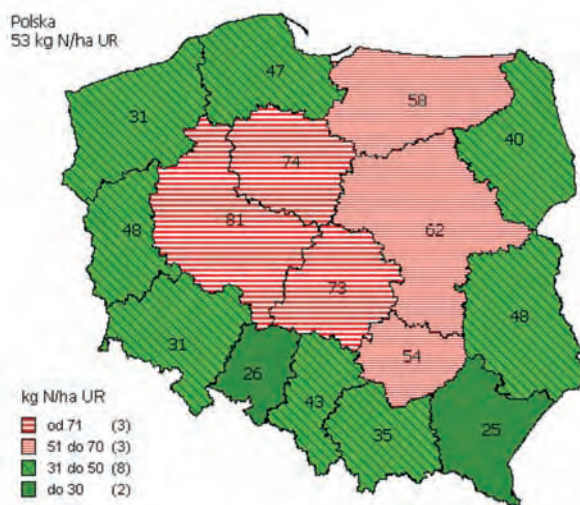 Polska
53 kg N/ha UR
47
31
58
40
74
81
48
62
73
48
31
54
26
43
35
25
kg N/ha UR
od 71 (3)
51 do 70 (3)
31 do 50 (8)
do 30 (2)